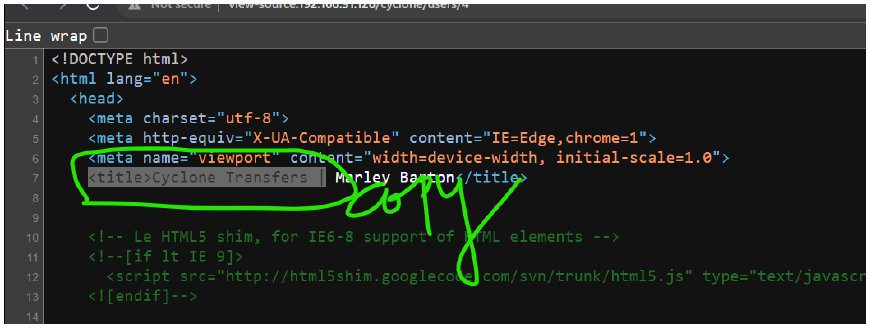 Not secure view-source:192.168.51.126/cyclone/users/4
Line wrap
1 <!DOCTYPE html>
2 <html lang="en">
3 <head>
4 <meta charset="utf-8">
5 <meta http-equiv="X-UA-Compatible" content="IE=Edge,chrome=1">
6 <meta name="viewport" content="width=device-width, initial-scale=1.0">
7 <title>Cyclone Transfers | Marley Barton</title>
copy
8
9
10 <!-- Le HTML5 shim, for IE6-8 support of HTML elements -->
11 <!--[if lt IE 9]>
12 <script src="http://html5shim.googlecode.com/svn/trunk/html5.js" type="text/javascr
13 <![endif]-->
14